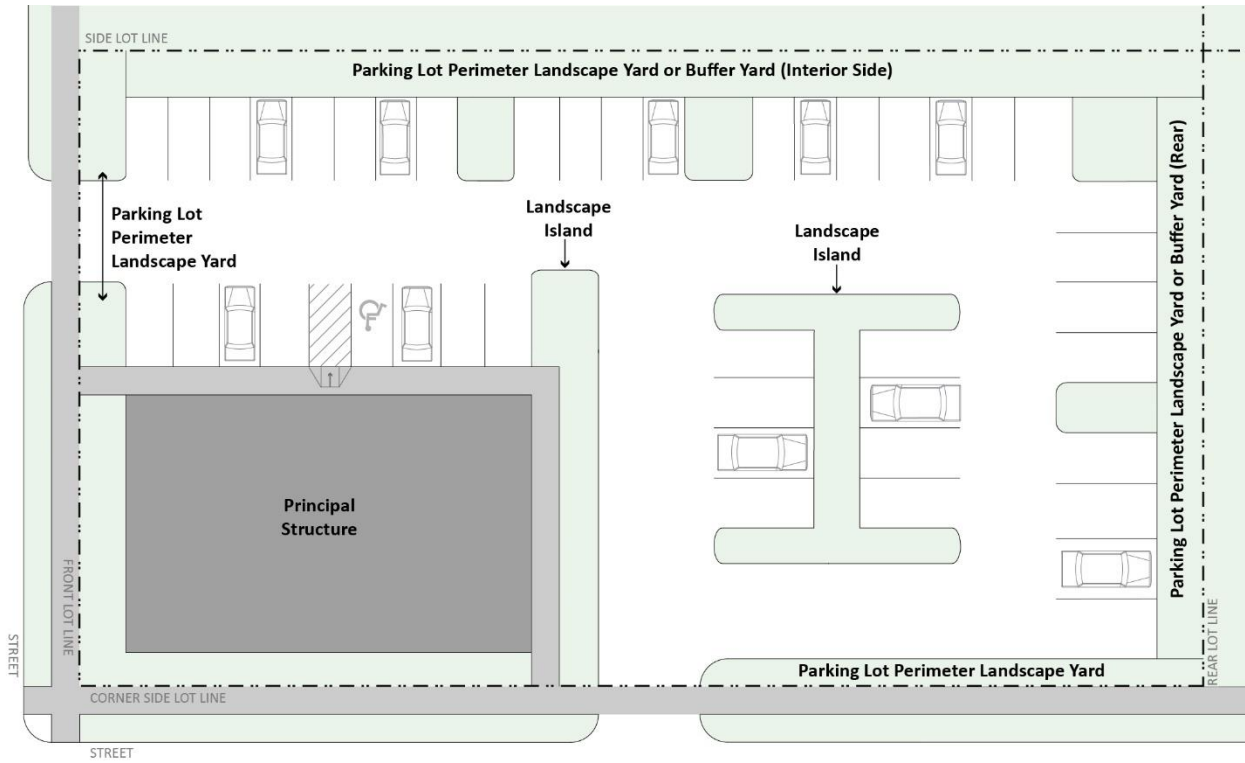 SIDE LOT LINE
Parking Lot Perimeter Landscape Yard or Buffer Yard (Interior Side)
Parking Lot
Perimeter
Landscape Yard
Landscape
Island
Landscape
Island
Parking Lot Perimeter Landscape Yard or Buffer Yard (Rear)
Principal
Structure
FRONT LOT LINE
STREET
Parking Lot Perimeter Landscape Yard
REAR LOT LINE
CORNER SIDE LOT LINE
STREET